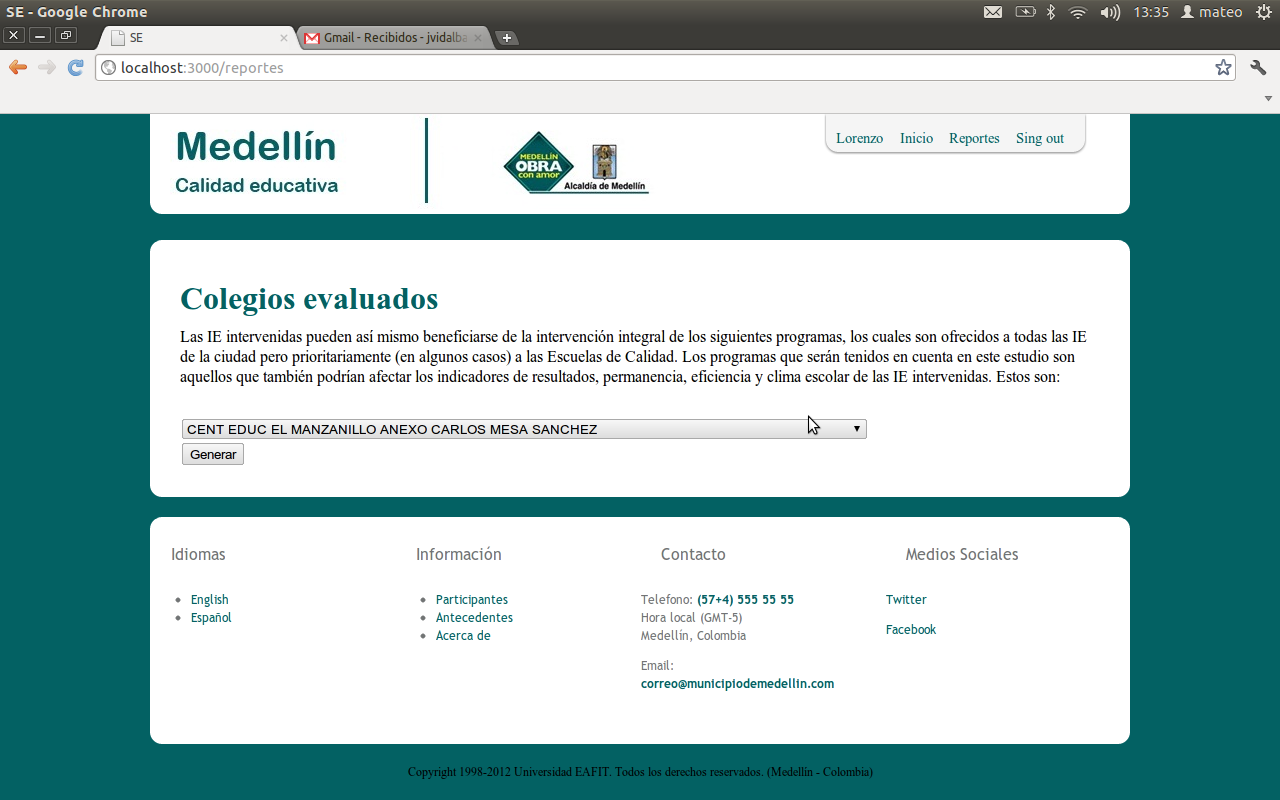 SE - Google Chrome
13:35 mateo
SE
Gmail - Recibidos - jvidalba
localhost:3000/reportes
Medellín
Calidad educativa
MEDELLÍN
OBRA
con amor
Alcaldía de Medellín
Lorenzo Inicio Reportes Sing out
Colegios evaluados
Las IE intervenidas pueden así mismo beneficiarse de la intervención integral de los siguientes programas, los cuales son ofrecidos a todas las IE
de la ciudad pero prioritariamente (en algunos casos) a las Escuelas de Calidad. Los programas que serán tenidos en cuenta en este estudio son
aquellos que también podrían afectar los indicadores de resultados, permanencia, eficiencia y clima escolar de las IE intervenidas. Estos son:
CENT EDUC EL MANZANILLO ANEXO CARLOS MESA SANCHEZ
Generar
Idiomas
English
Español
Información
Participantes
Antecedentes
Acerca de
Contacto
Telefono: (57+4) 555 55 55
Hora local (GMT-5)
Medellín, Colombia
Email:
correo@municipiodemedellin.com
Medios Sociales
Twitter
Facebook
Copyright 1998-2012 Universidad EAFIT. Todos los derechos reservados. (Medellín - Colombia)